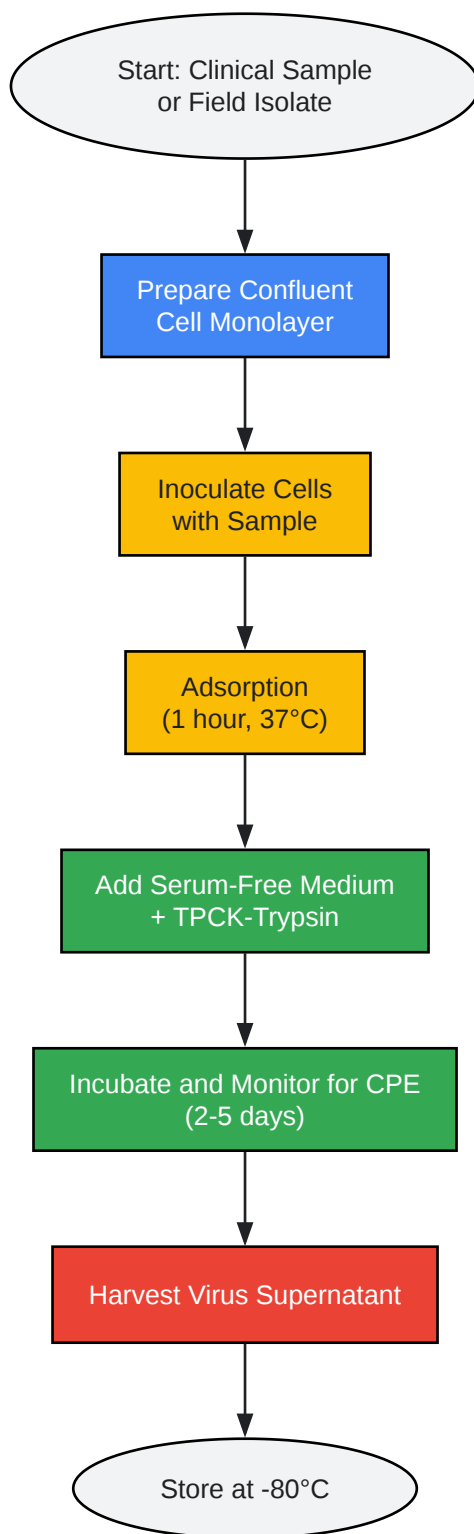 Start: Clinical Sample
or Field Isolate
Prepare Confluent
Cell Monolayer
Inoculate Cells
with Sample
Adsorption
(1 hour, 37°C)
Add Serum-Free Medium
+ TPCK-Trypsin
Incubate and Monitor for CPE
(2-5 days)
Harvest Virus Supernatant
Store at -80°C